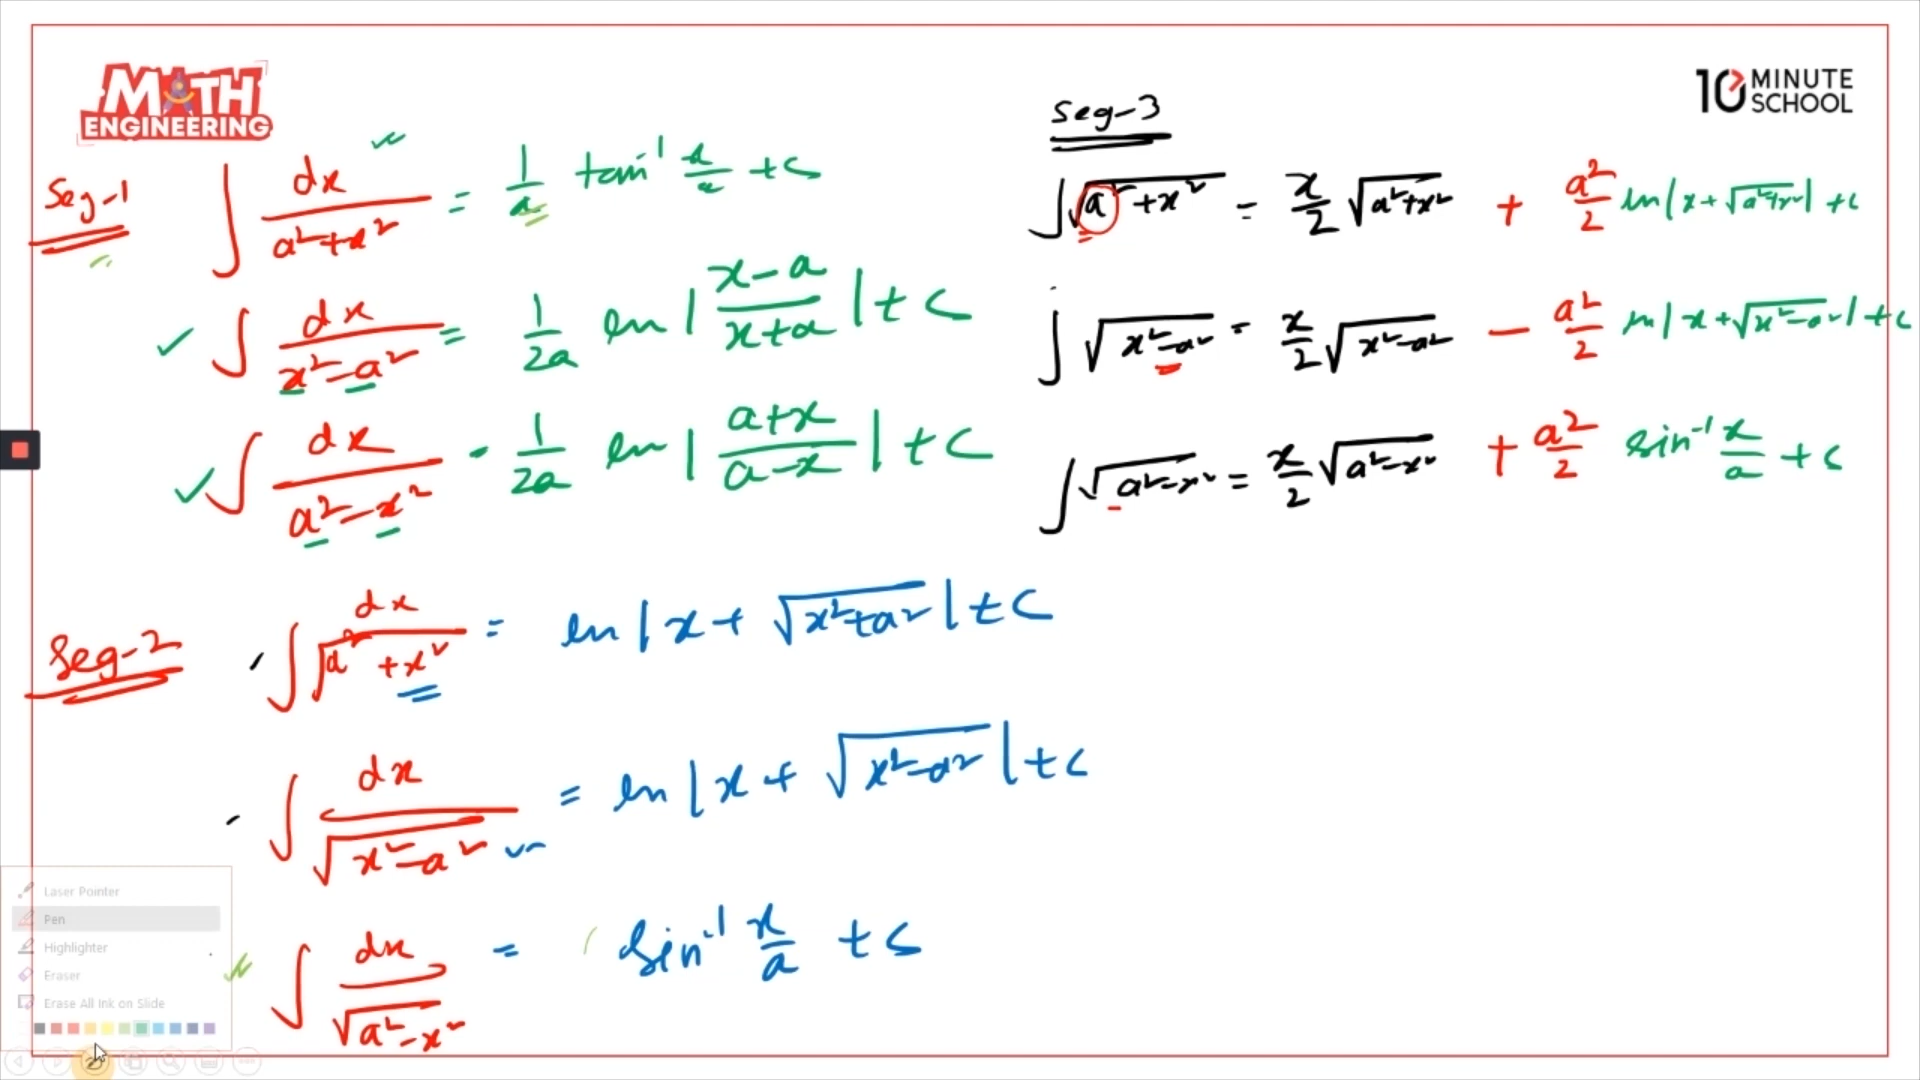 MATH
ENGINEERING
10 MINUTE
SCHOOL
Seg-1
∫ dx/(a²+x²) = 1/a tan⁻¹ x/a + c
∫ dx/(x²-a²) = 1/2a ln|(x-a)/(x+a)| + c
∫ dx/(a²-x²) = 1/2a ln|(a+x)/(a-x)| + c
Seg-2
∫ dx/√(a²+x²) = ln|x+√(x²+a²)| + c
∫ dx/√(x²-a²) = ln|x+√(x²-a²)| + c
∫ dx/√(a²-x²) = sin⁻¹ x/a + c
Seg-3
∫√(a²+x²) = x/2 √(a²+x²) + a²/2 ln|x+√(a²+x²)| + c
∫√(x²-a²) = x/2 √(x²-a²) - a²/2 ln|x+√(x²-a²)| + c
∫√(a²-x²) = x/2 √(a²-x²) + a²/2 sin⁻¹ x/a + c
Laser Pointer
Pen
Highlighter
Eraser
Erase All Ink on Slide